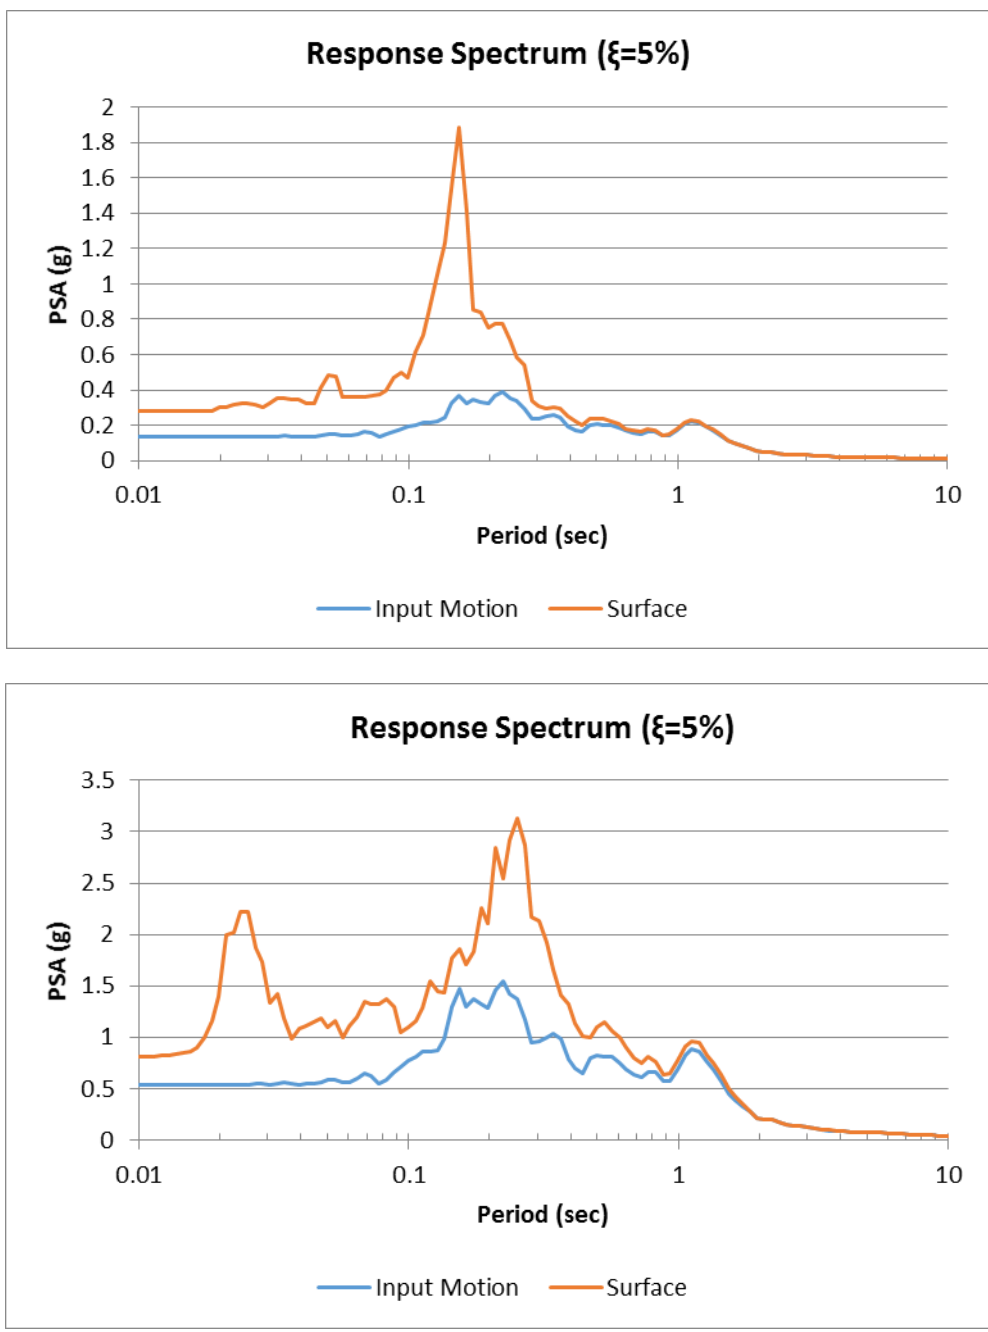 Response Spectrum (ξ=5%)
2
1.8
1.6
1.4
1.2
1
0.8
0.6
0.4
0.2
0
PSA (g)
0.01 0.1 1 10
Period (sec)
Input Motion Surface
Response Spectrum (ξ=5%)
3.5
3
2.5
2
1.5
1
0.5
0
PSA (g)
0.01 0.1 1 10
Period (sec)
Input Motion Surface